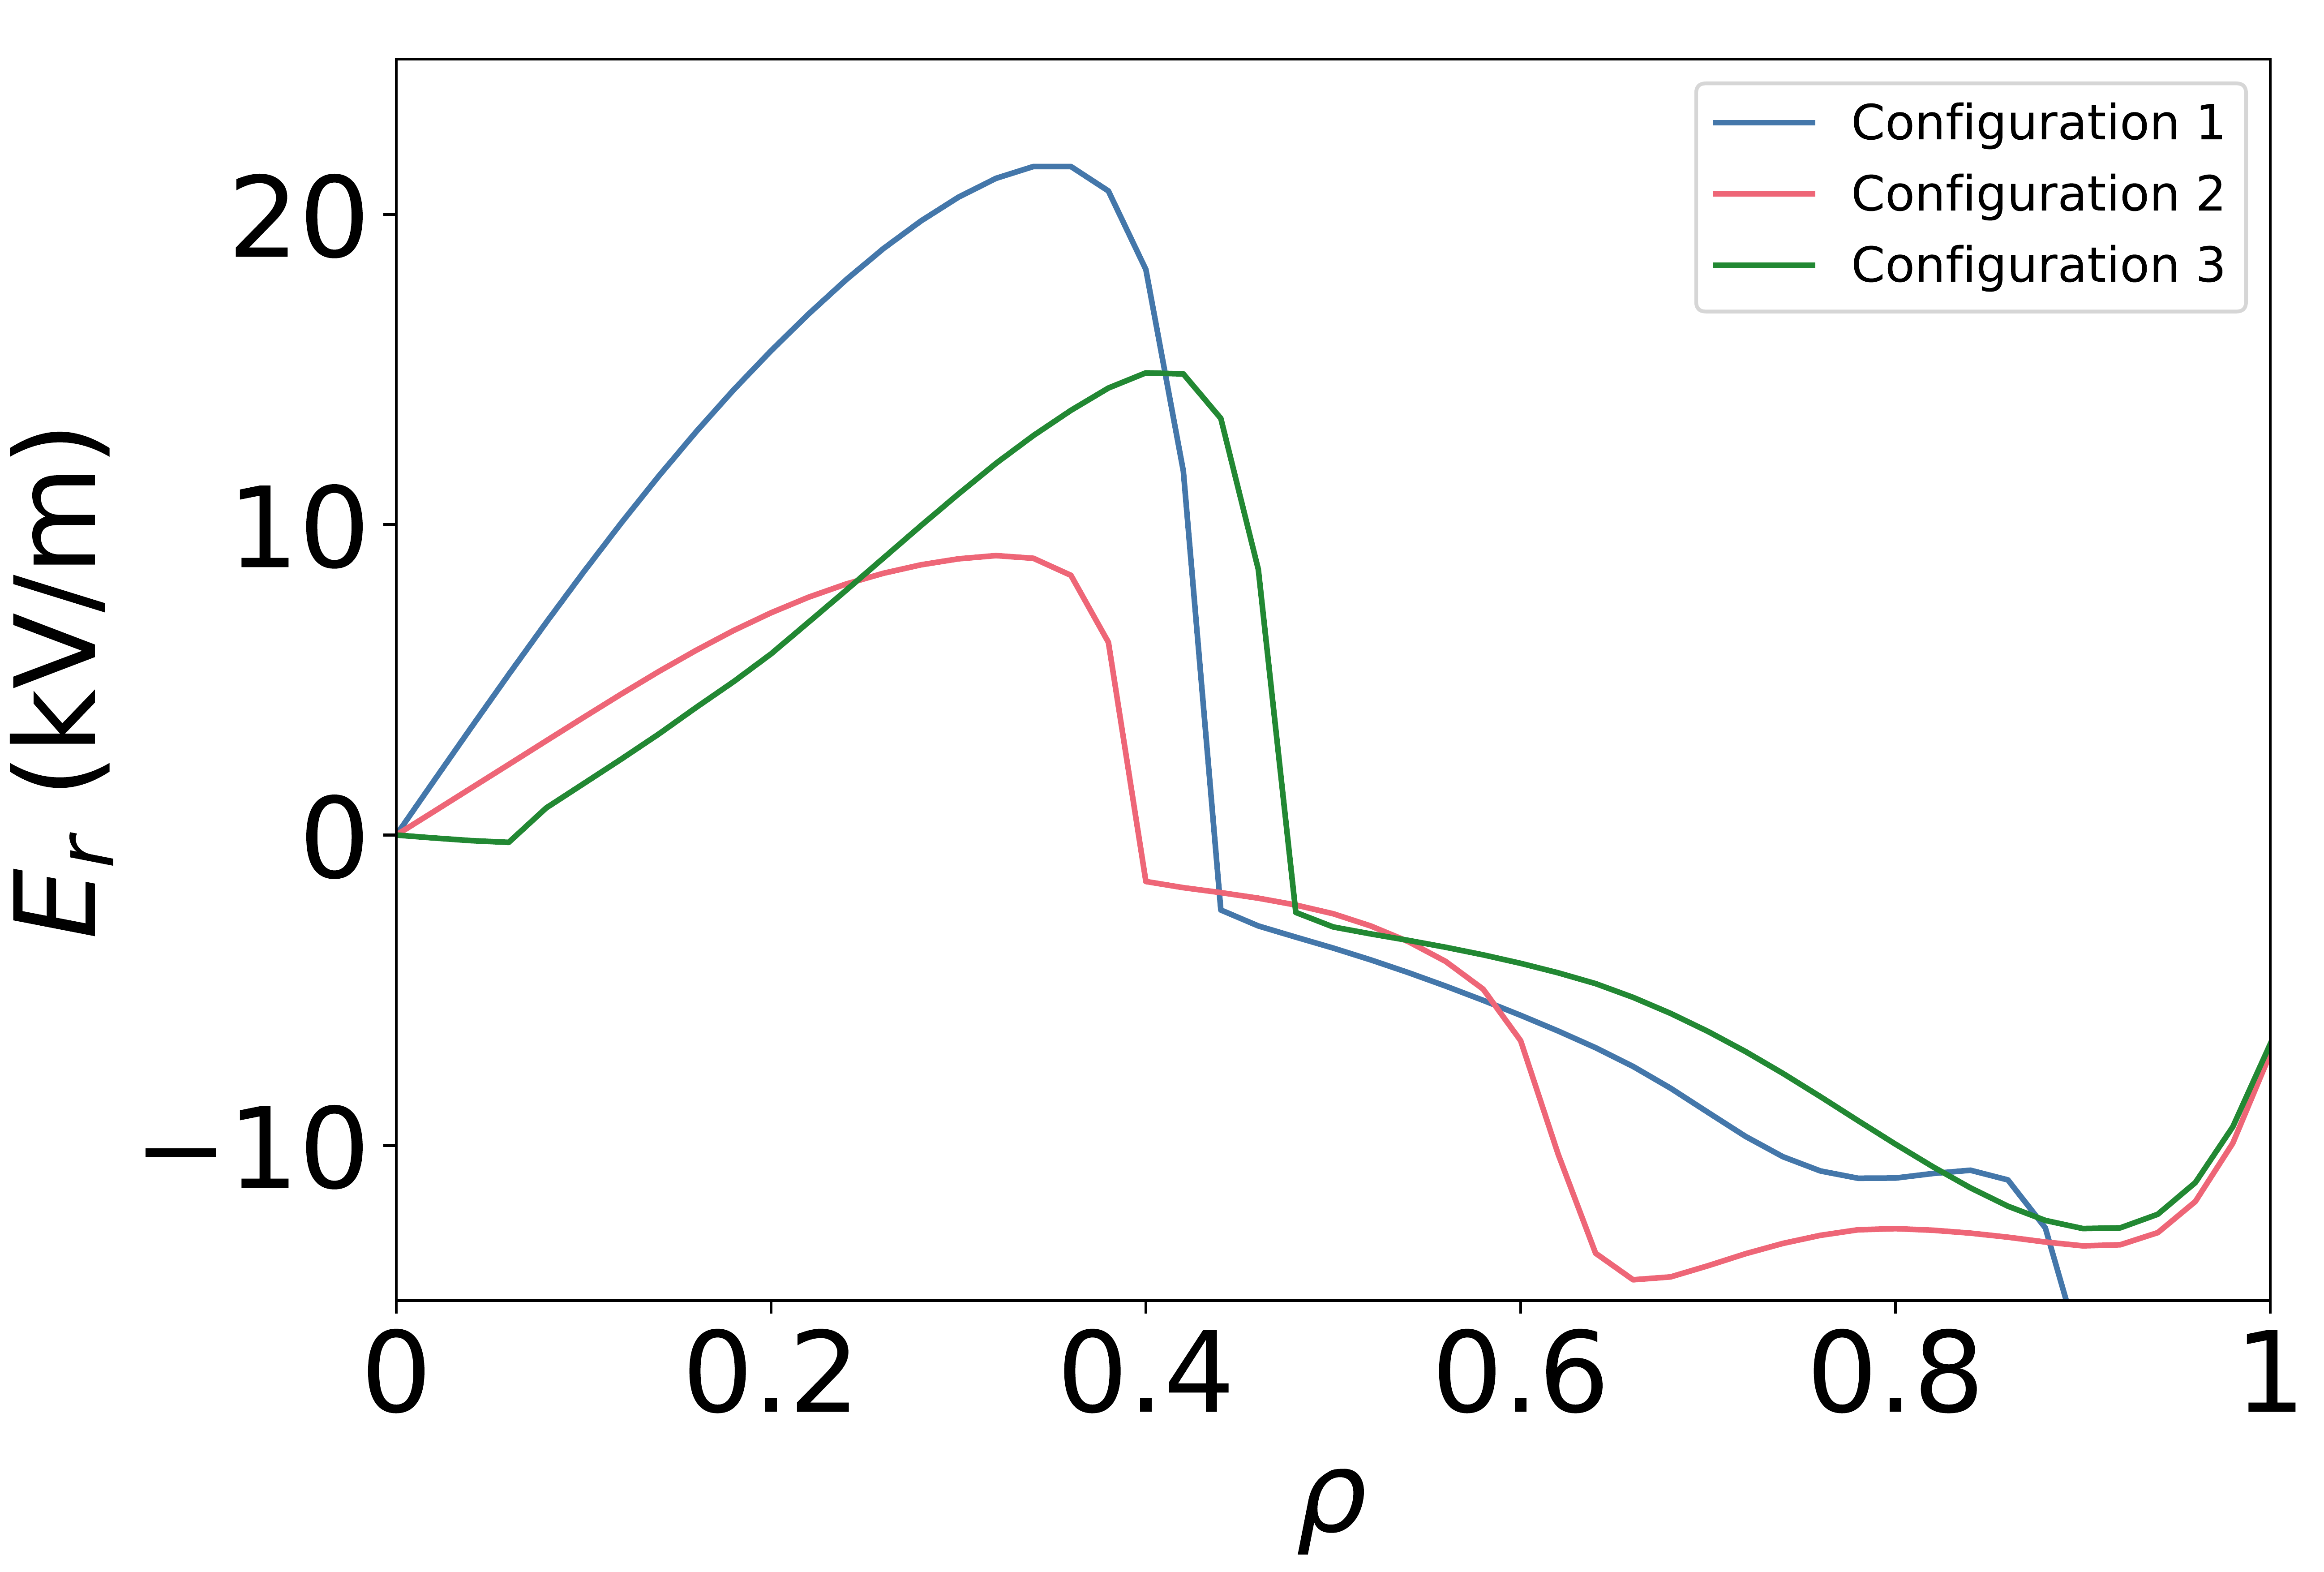 Configuration 1
Configuration 2
Configuration 3
20
10
0
−10
E_r (kV/m)
0 0.2 0.4 0.6 0.8 1
ρ